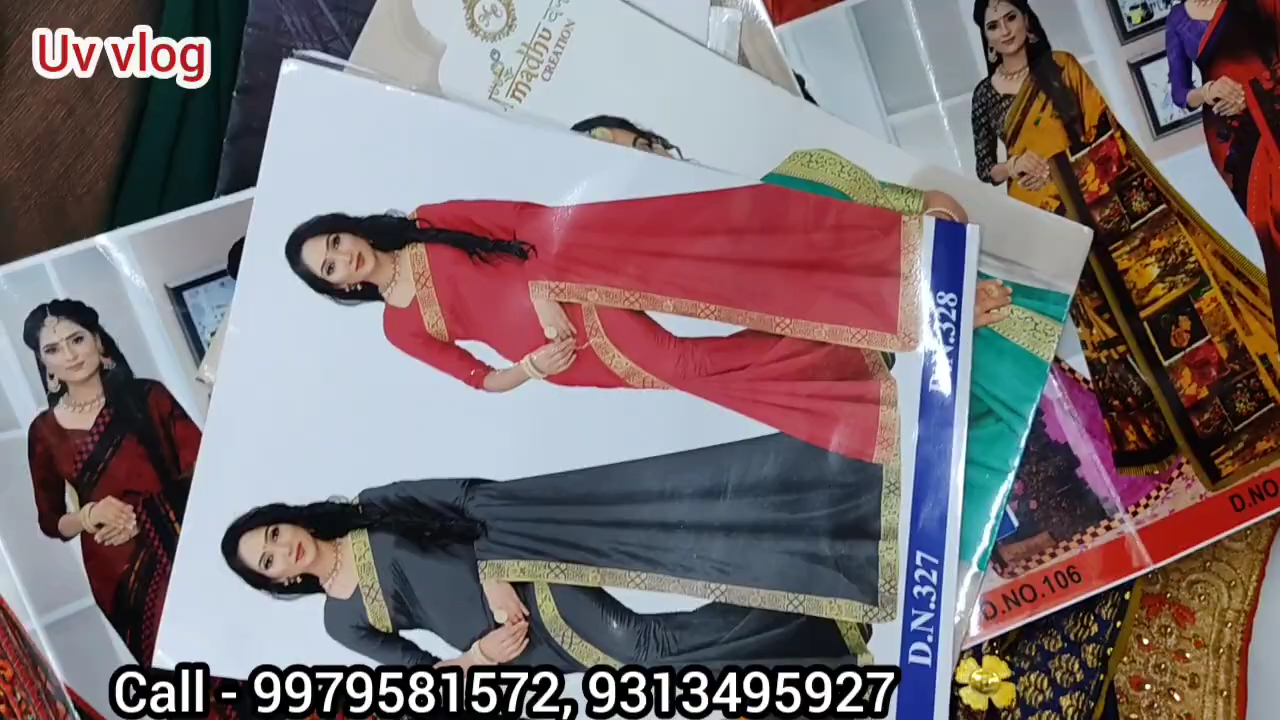 Uv vlog
madhu
CREATION
D.N.328
D.N.327
D.NO.106
D.NO
Call - 9979581572, 9313495927